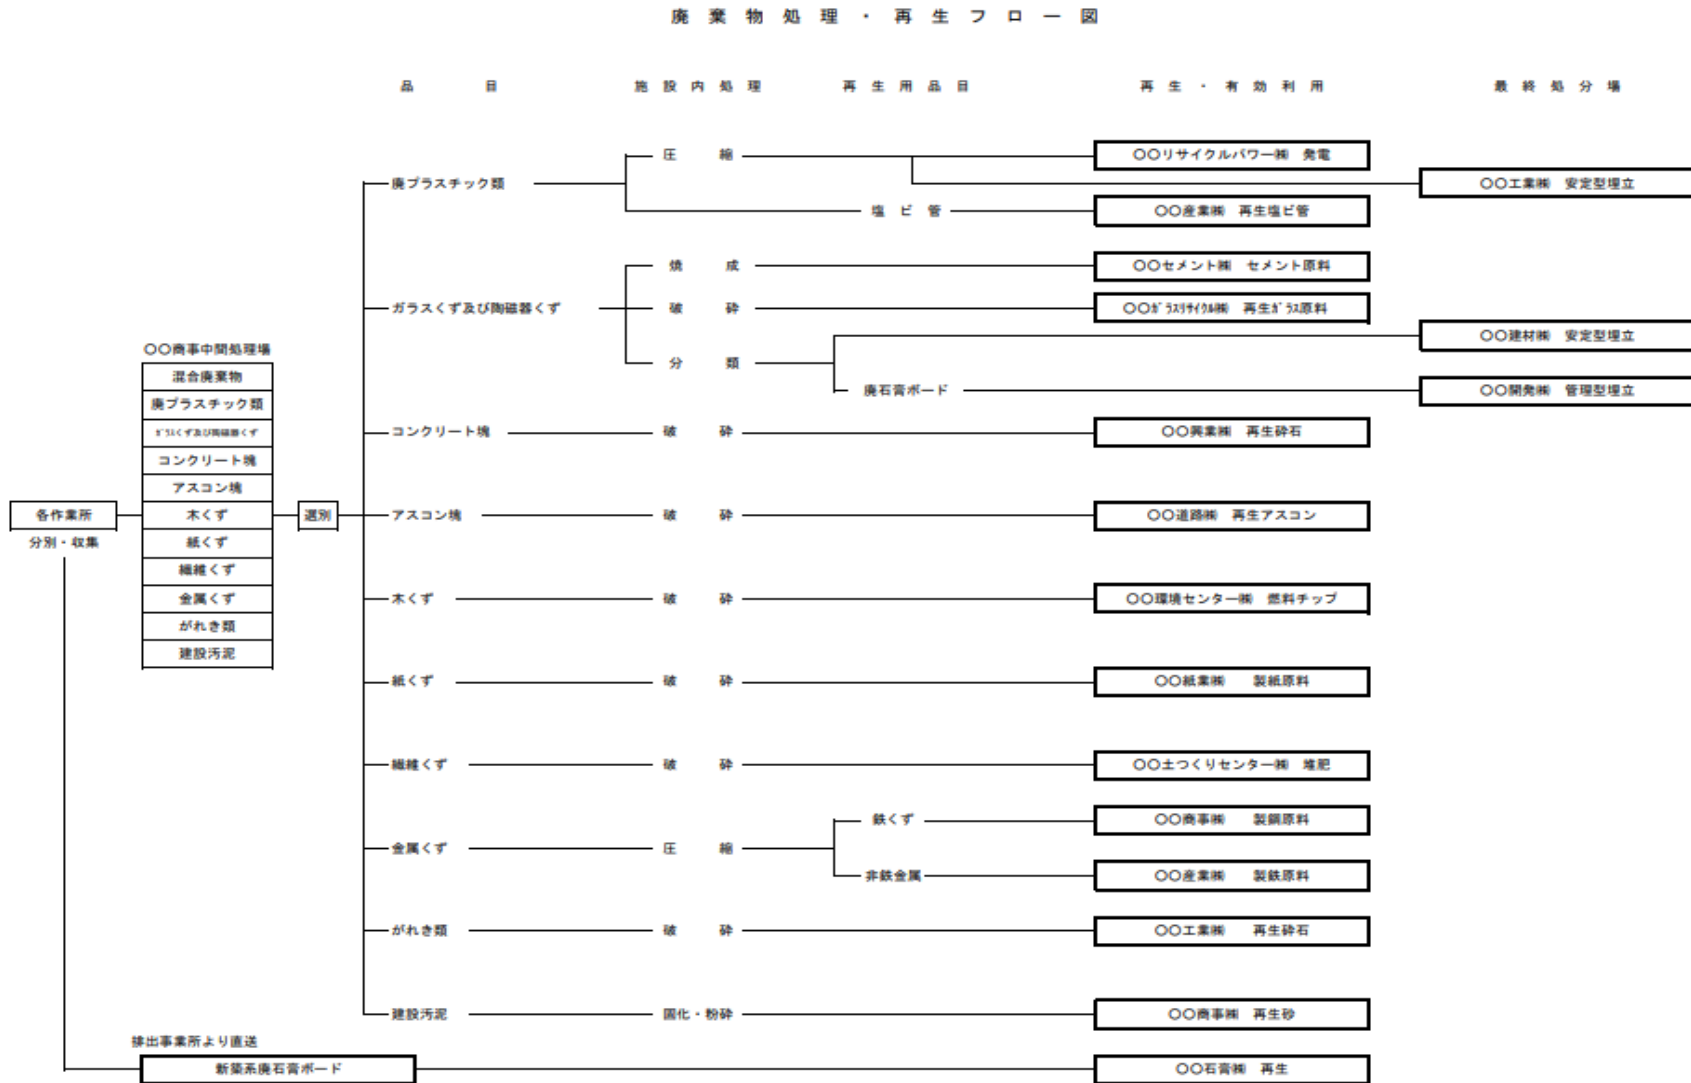 廃棄物処理・再生フロー図
品目 施設内処理 再生用品目 再生・有効利用 最終処分場
圧縮 〇〇リサイクルパワー㈱ 発電
廃プラスチック類 〇〇工業㈱ 安定型埋立
塩ビ管 〇〇産業㈱ 再生塩ビ管
焼成 〇〇セメント㈱ セメント原料
ガラスくず及び陶磁器くず 破砕 〇〇ｶﾞﾗｽﾘｻｲｸﾙ㈱ 再生ｶﾞﾗｽ原料
〇〇建材㈱ 安定型埋立
分類
廃石膏ボード 〇〇開発㈱ 管理型埋立
〇〇商事中間処理場
混合廃棄物
廃プラスチック類
ｶﾞﾗｽくず及び陶磁器くず
コンクリート塊
アスコン塊
各作業所 木くず 選別
分別・収集 紙くず
繊維くず
金属くず
がれき類
建設汚泥
コンクリート塊 破砕 〇〇興業㈱ 再生砕石
アスコン塊 破砕 〇〇道路㈱ 再生アスコン
木くず 破砕 〇〇環境センター㈱ 燃料チップ
紙くず 破砕 〇〇紙業㈱ 製紙原料
繊維くず 破砕 〇〇土つくりセンター㈱ 堆肥
鉄くず 〇〇商事㈱ 製鋼原料
金属くず 圧縮
非鉄金属 〇〇産業㈱ 製鉄原料
がれき類 破砕 〇〇工業㈱ 再生砕石
建設汚泥 固化・粉砕 〇〇商事㈱ 再生砂
排出事業所より直送
新築系廃石膏ボード 〇〇石膏㈱ 再生